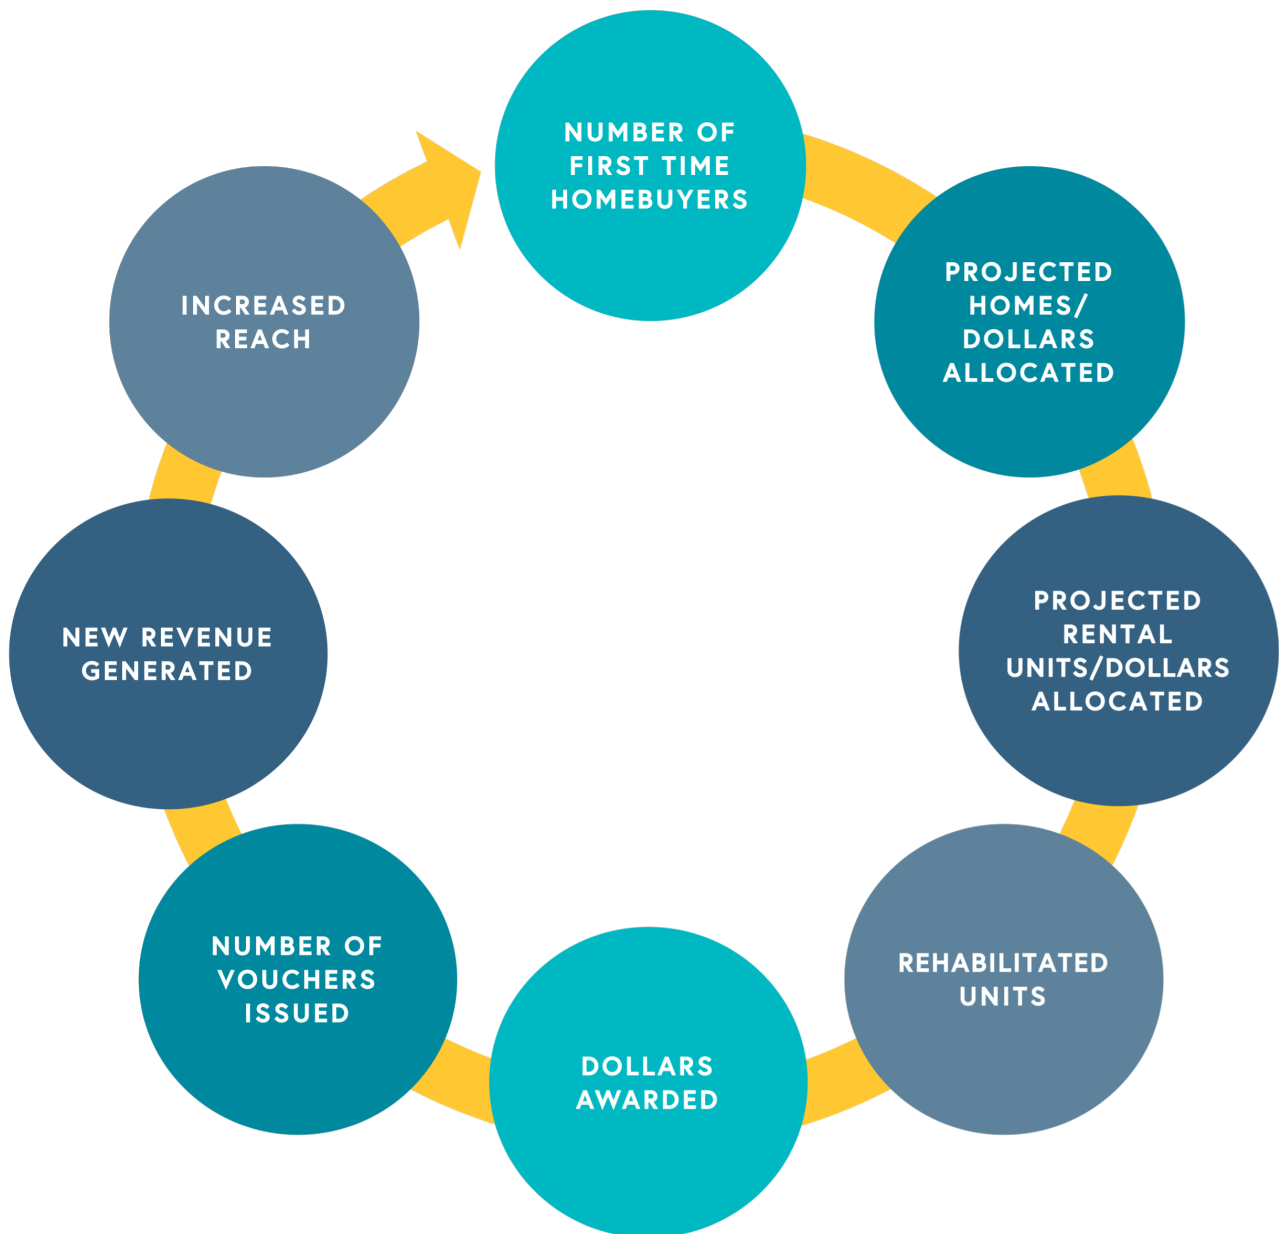 NUMBER OF
FIRST TIME
HOMEBUYERS
PROJECTED
HOMES/
DOLLARS
ALLOCATED
PROJECTED
RENTAL
UNITS/DOLLARS
ALLOCATED
REHABILITATED
UNITS
DOLLARS
AWARDED
NUMBER OF
VOUCHERS
ISSUED
NEW REVENUE
GENERATED
INCREASED
REACH